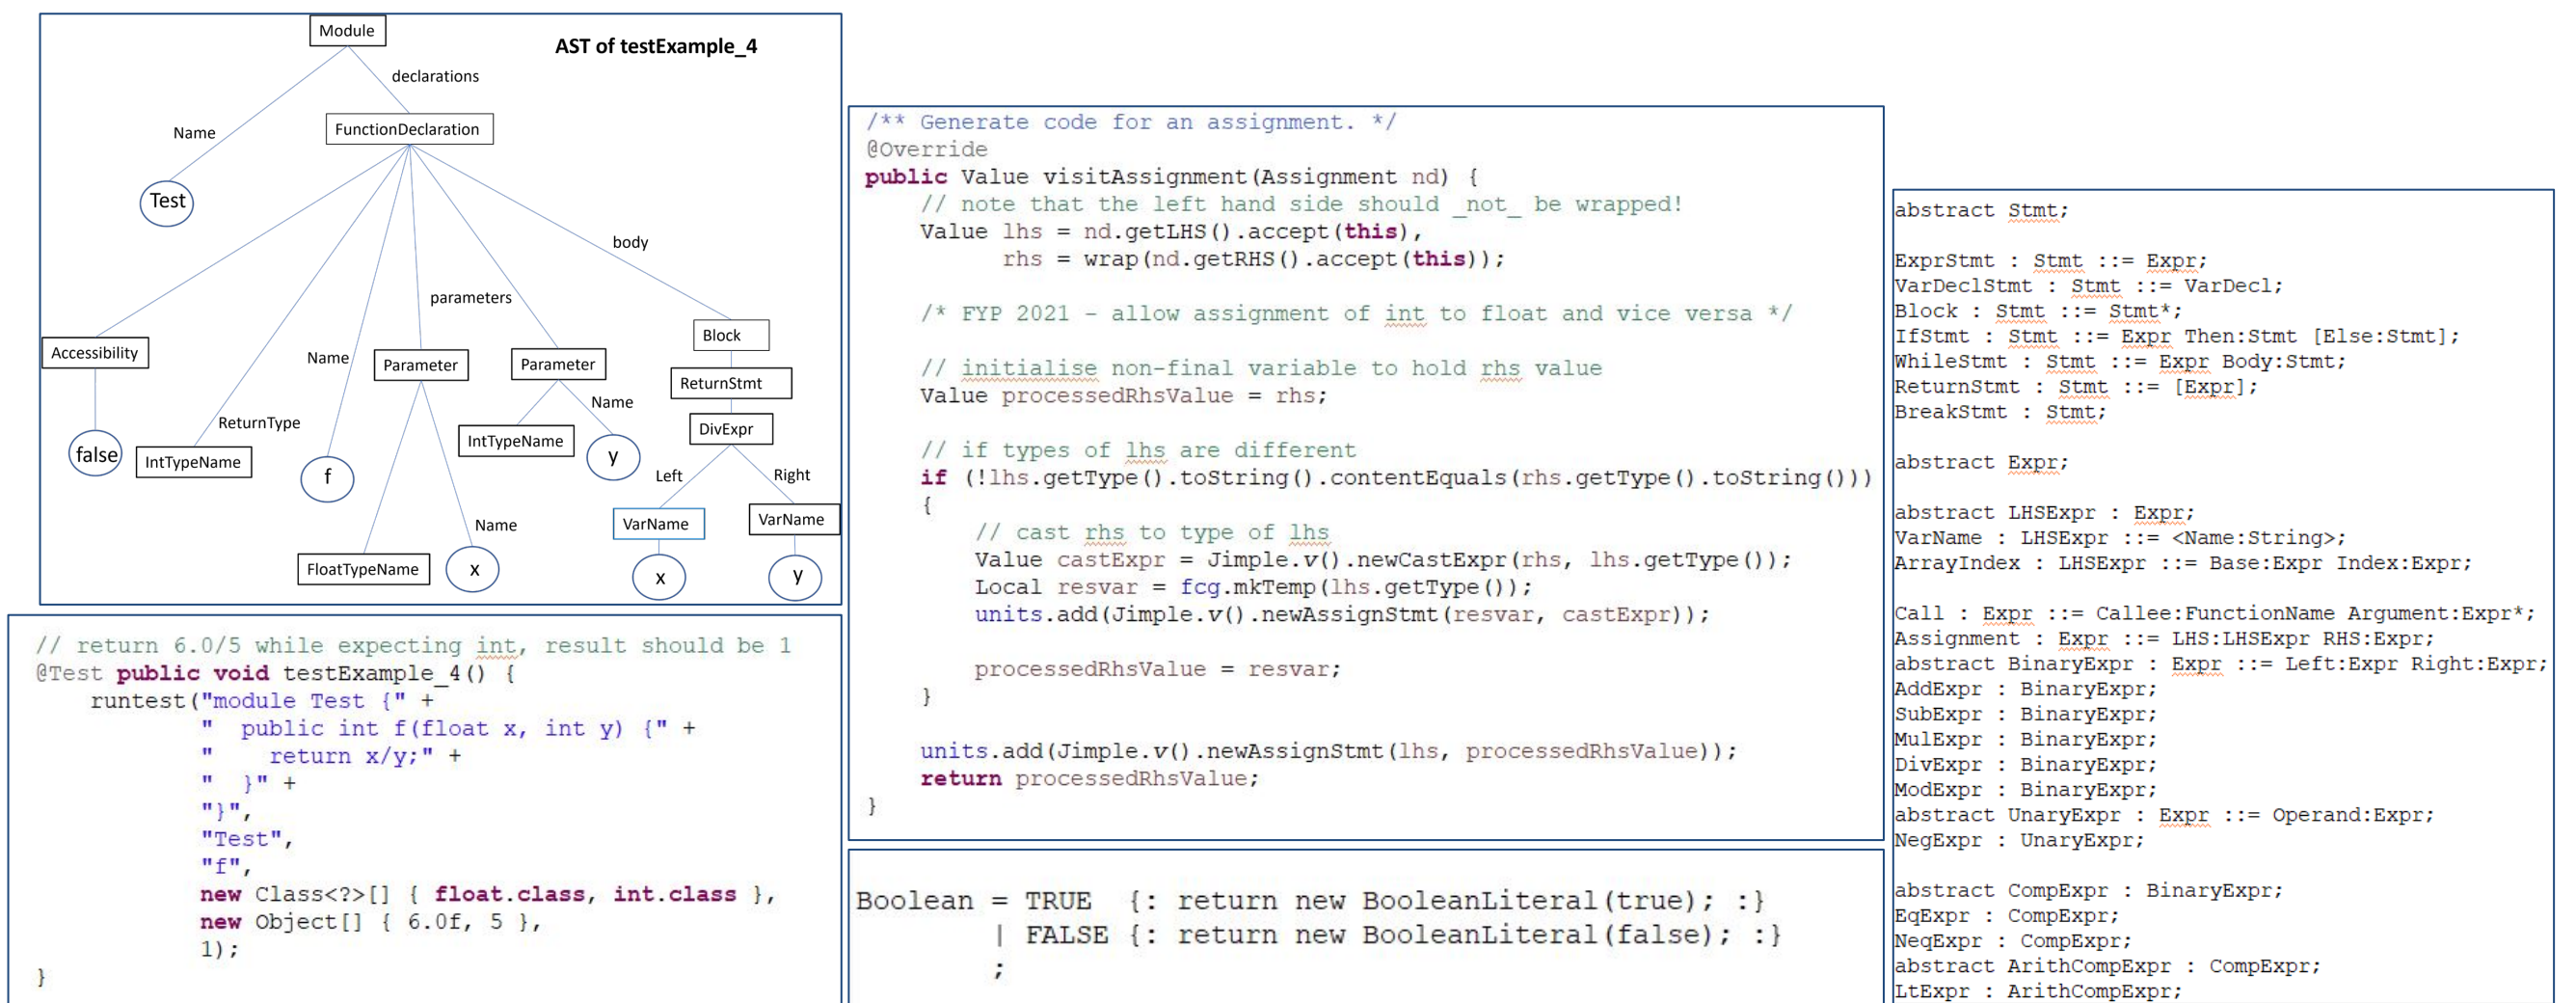 Module
AST of testExample_4
declarations
Name
FunctionDeclaration
Test
body
parameters
Block
Accessibility
Name
Parameter
Parameter
ReturnStmt
Name
ReturnType
DivExpr
false
IntTypeName
IntTypeName
y
f
Left
Right
Name
VarName
VarName
FloatTypeName
x
x
y
// return 6.0/5 while expecting int, result should be 1
@Test public void testExample_4() {
runtest("module Test {" +
"  public int f(float x, int y) {" +
"    return x/y;" +
"  }" +
"}",
"Test",
"f",
new Class<?>[] { float.class, int.class },
new Object[] { 6.0f, 5 },
1);
}
/** Generate code for an assignment. */
@Override
public Value visitAssignment(Assignment nd) {
// note that the left hand side should _not_ be wrapped!
Value lhs = nd.getLHS().accept(this),
rhs = wrap(nd.getRHS().accept(this));
/* FYP 2021 - allow assignment of int to float and vice versa */
// initialise non-final variable to hold rhs value
Value processedRhsValue = rhs;
// if types of lhs are different
if (!lhs.getType().toString().contentEquals(rhs.getType().toString()))
{
// cast rhs to type of lhs
Value castExpr = Jimple.v().newCastExpr(rhs, lhs.getType());
Local resvar = fcg.mkTemp(lhs.getType());
units.add(Jimple.v().newAssignStmt(resvar, castExpr));
processedRhsValue = resvar;
}
units.add(Jimple.v().newAssignStmt(lhs, processedRhsValue));
return processedRhsValue;
}
Boolean = TRUE  {: return new BooleanLiteral(true); :}
| FALSE {: return new BooleanLiteral(false); :}
;
abstract Stmt;
ExprStmt : Stmt ::= Expr;
VarDeclStmt : Stmt ::= VarDecl;
Block : Stmt ::= Stmt*;
IfStmt : Stmt ::= Expr Then:Stmt [Else:Stmt];
WhileStmt : Stmt ::= Expr Body:Stmt;
ReturnStmt : Stmt ::= [Expr];
BreakStmt : Stmt;
abstract Expr;
abstract LHSExpr : Expr;
VarName : LHSExpr ::= <Name:String>;
ArrayIndex : LHSExpr ::= Base:Expr Index:Expr;
Call : Expr ::= Callee:FunctionName Argument:Expr*;
Assignment : Expr ::= LHS:LHSExpr RHS:Expr;
abstract BinaryExpr : Expr ::= Left:Expr Right:Expr;
AddExpr : BinaryExpr;
SubExpr : BinaryExpr;
MulExpr : BinaryExpr;
DivExpr : BinaryExpr;
ModExpr : BinaryExpr;
abstract UnaryExpr : Expr ::= Operand:Expr;
NegExpr : UnaryExpr;
abstract CompExpr : BinaryExpr;
EqExpr : CompExpr;
NeqExpr : CompExpr;
abstract ArithCompExpr : CompExpr;
LtExpr : ArithCompExpr;